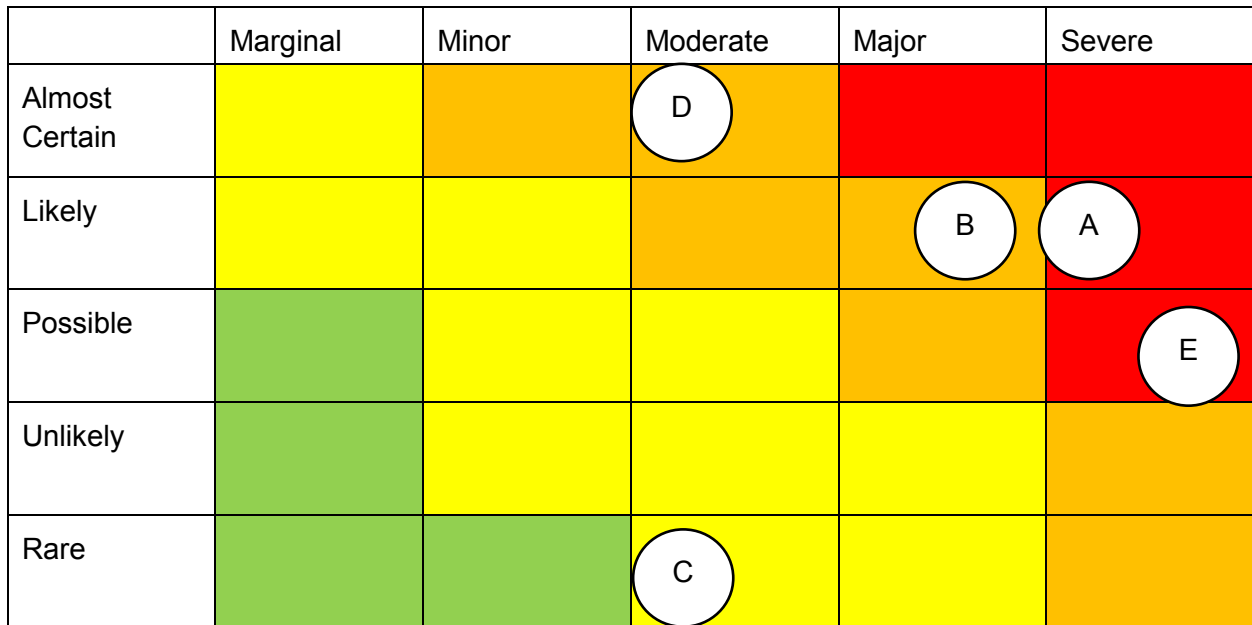 Marginal Minor Moderate Major Severe
Almost
Certain
D
Likely
B A
Possible
E
Unlikely
Rare
C